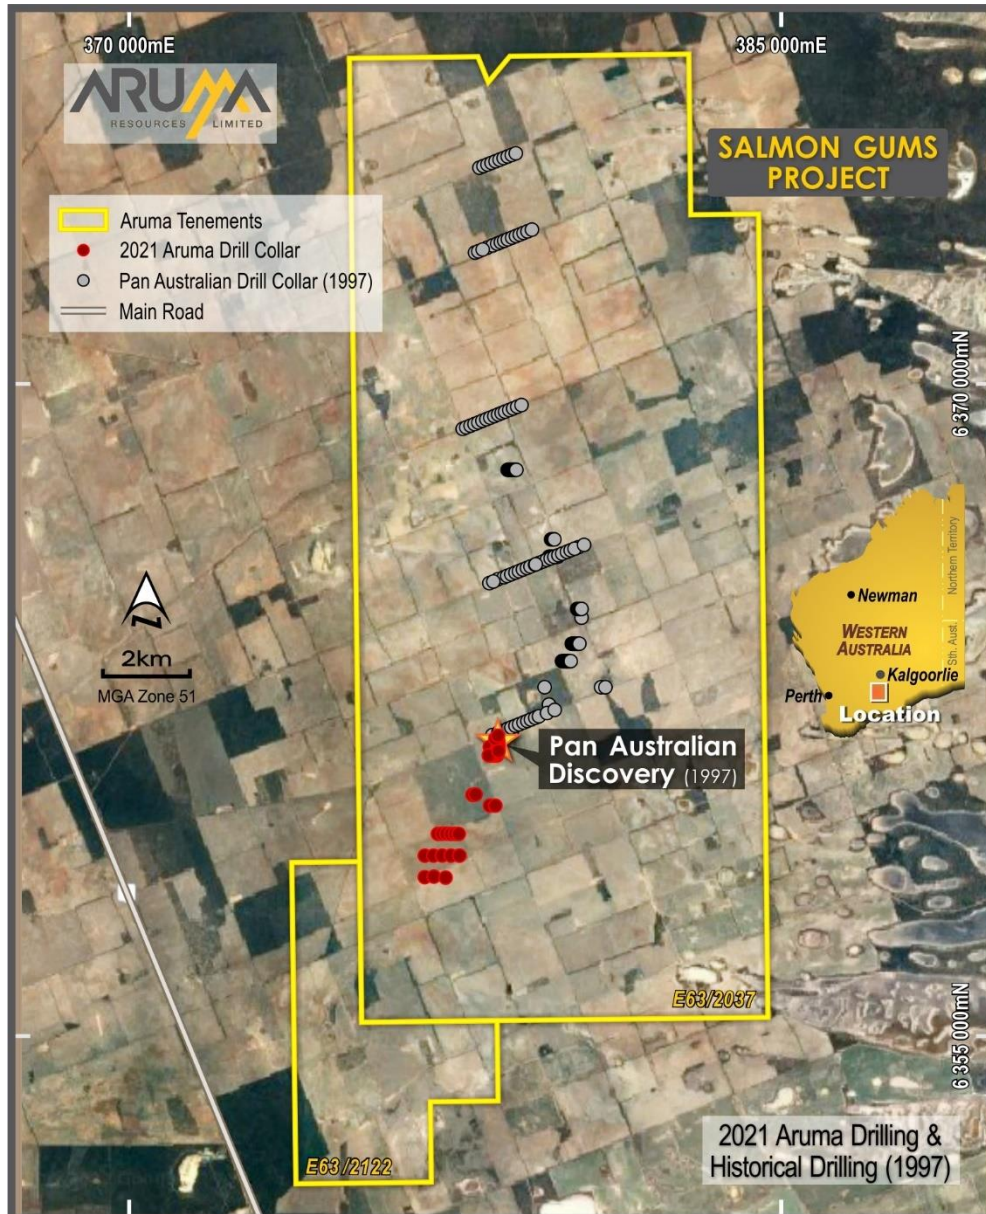 370 000mE
385 000mE
ARUMA
RESOURCES LIMITED
SALMON GUMS
PROJECT
Aruma Tenements
2021 Aruma Drill Collar
Pan Australian Drill Collar (1997)
Main Road
6 370 000mN
N
2km
MGA Zone 51
Newman
WESTERN
AUSTRALIA
Northern Territory
Sth. Aust.
Kalgoorlie
Perth
Location
Pan Australian
Discovery (1997)
E63/2037
6 355 000mN
E63/2122
2021 Aruma Drilling &
Historical Drilling (1997)